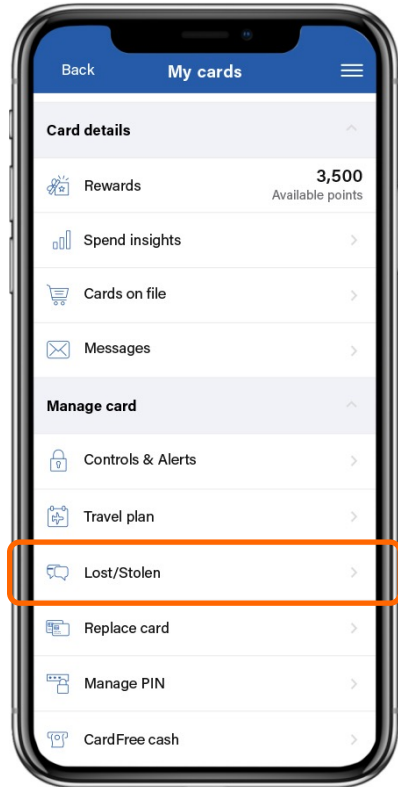 Back My cards
Card details
Rewards 3,500
Available points
Spend insights
Cards on file
Messages
Manage card
Controls & Alerts
Travel plan
Lost/Stolen
Replace card
Manage PIN
CardFree cash